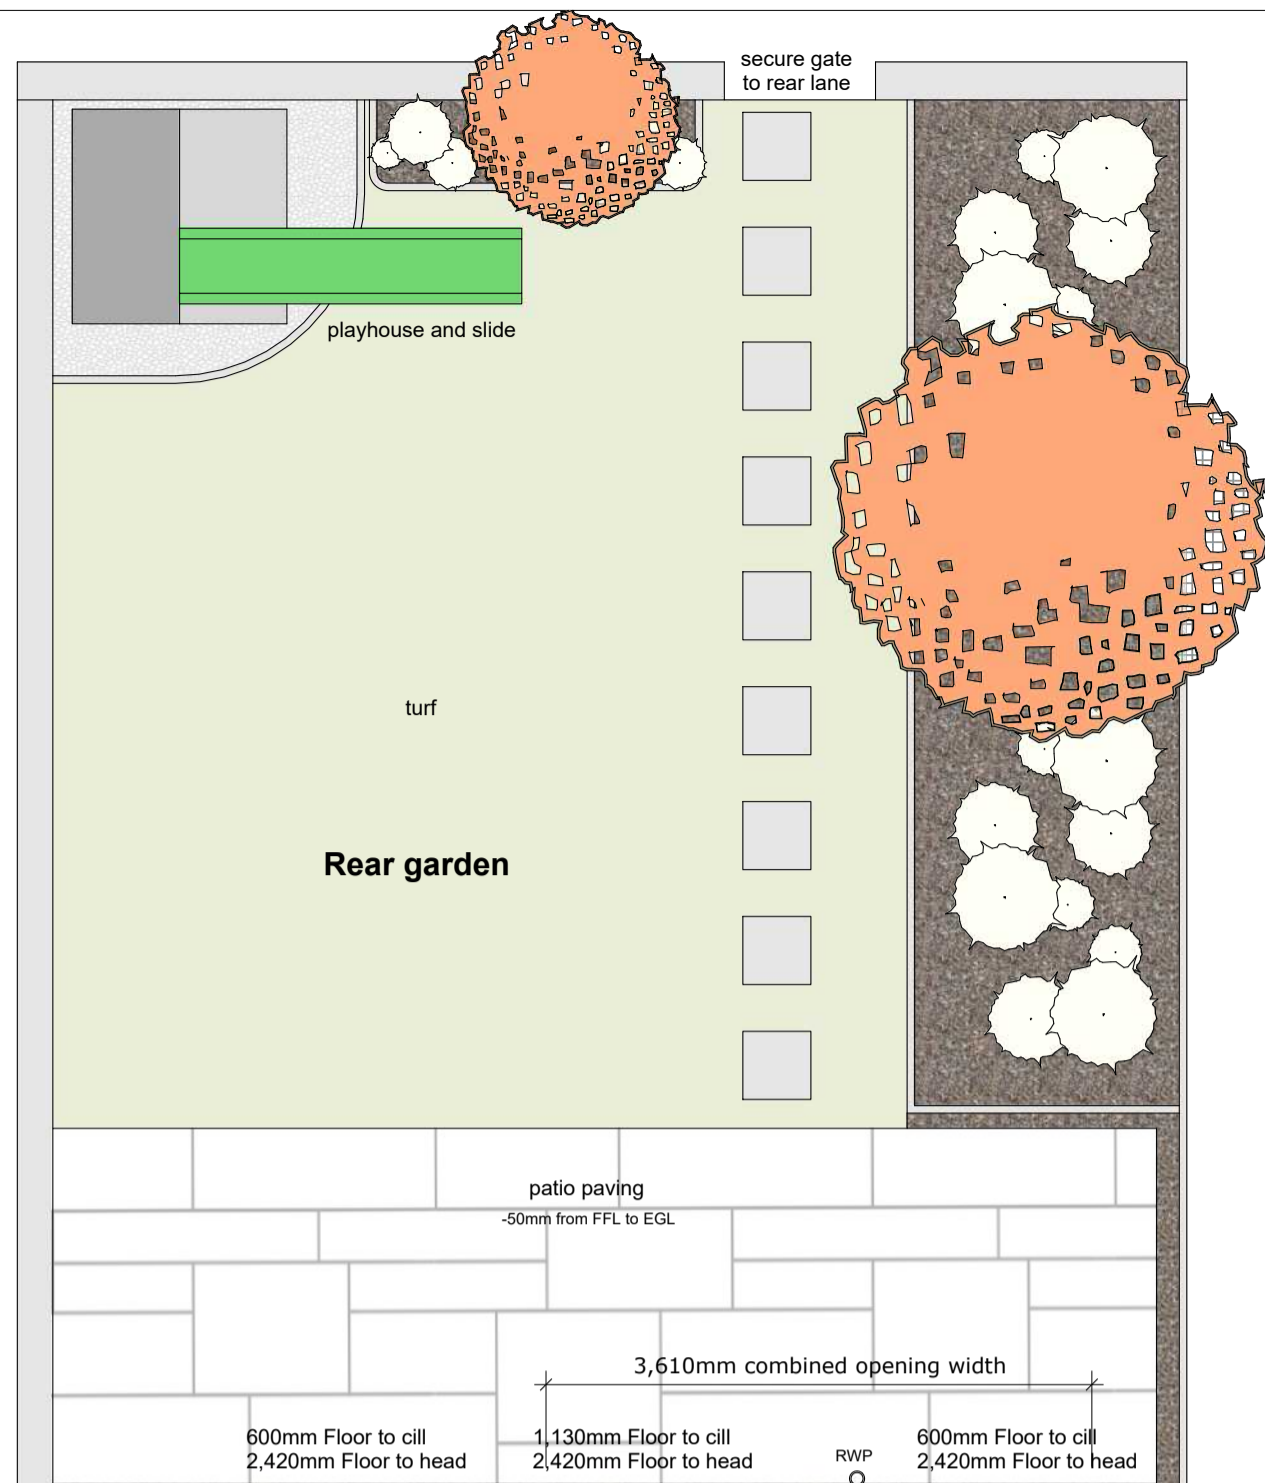 secure gate
to rear lane
playhouse and slide
turf
Rear garden
patio paving
-50mm from FFL to EGL
3,610mm combined opening width
600mm Floor to cill
2,420mm Floor to head
1,130mm Floor to cill
2,420mm Floor to head
RWP
600mm Floor to cill
2,420mm Floor to head